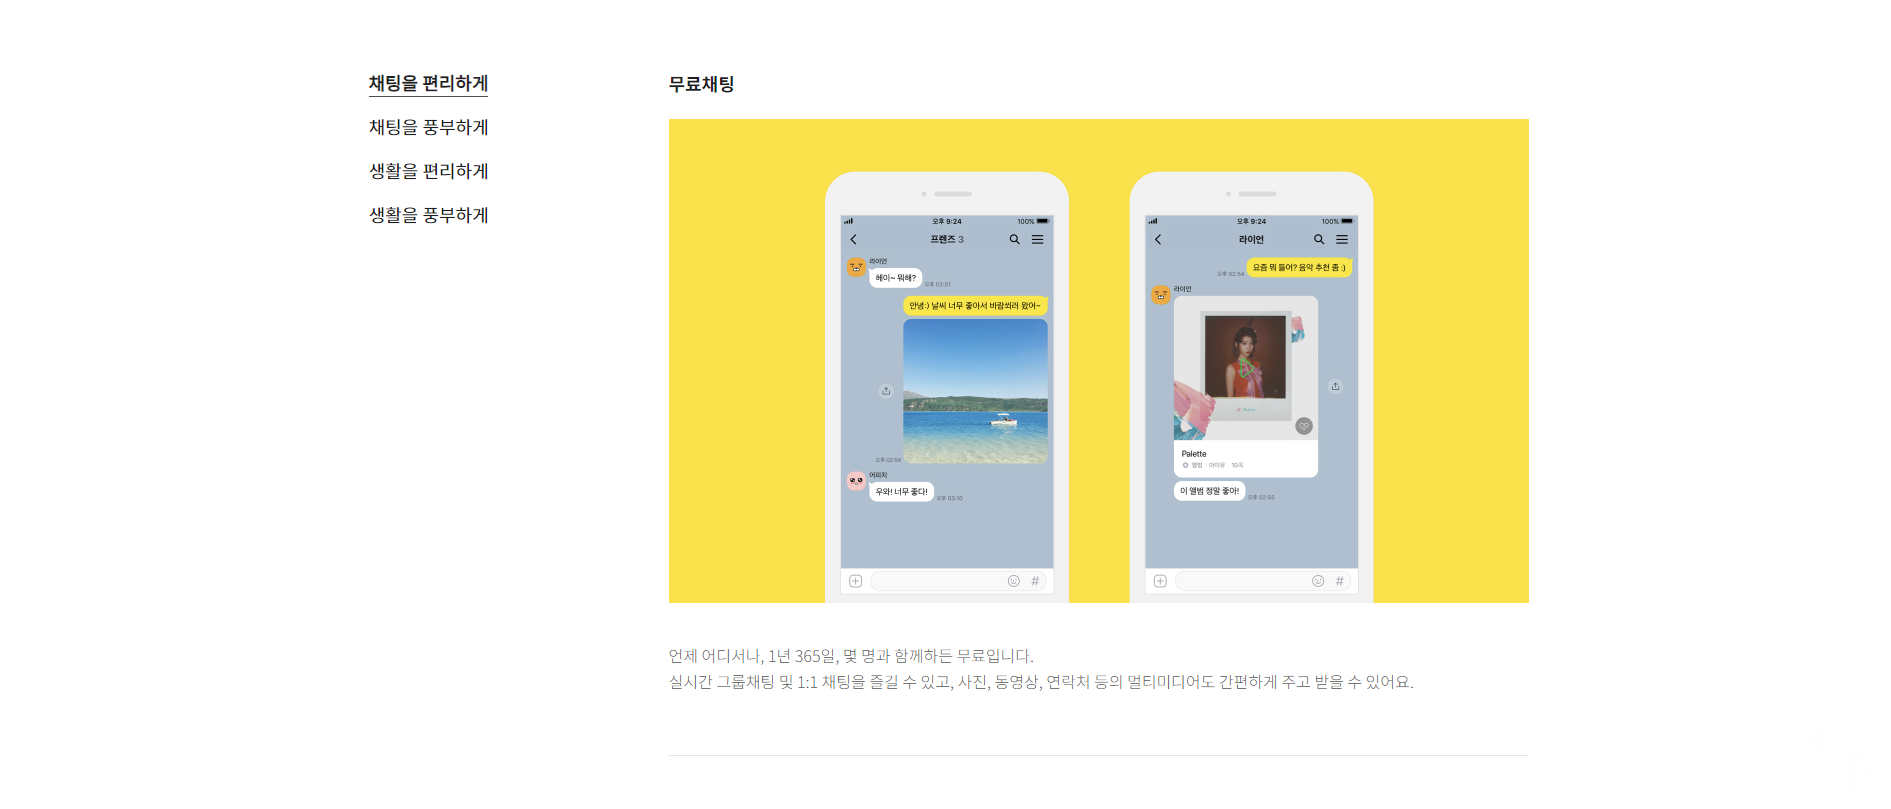 채팅을 편리하게
채팅을 풍부하게
생활을 편리하게
생활을 풍부하게
무료채팅
오후 9:24
100%
프렌즈 3
라이언
헤이~ 뭐해?
오후 02:51
안녕:) 날씨 너무 좋아서 바람쐬러 왔어~
오후 02:54
어피치
우와! 너무 좋다!
오후 03:10
오후 9:24
100%
라이언
요즘 뭐 들어? 음악 추천 좀 :)
오후 02:54
라이언
Palette
앨범 아이유 10곡
이 앨범 정말 좋아!
오후 02:55
#
#
언제 어디서나, 1년 365일, 몇 명과 함께하든 무료입니다.
실시간 그룹채팅 및 1:1 채팅을 즐길 수 있고, 사진, 동영상, 연락처 등의 멀티미디어도 간편하게 주고 받을 수 있어요.